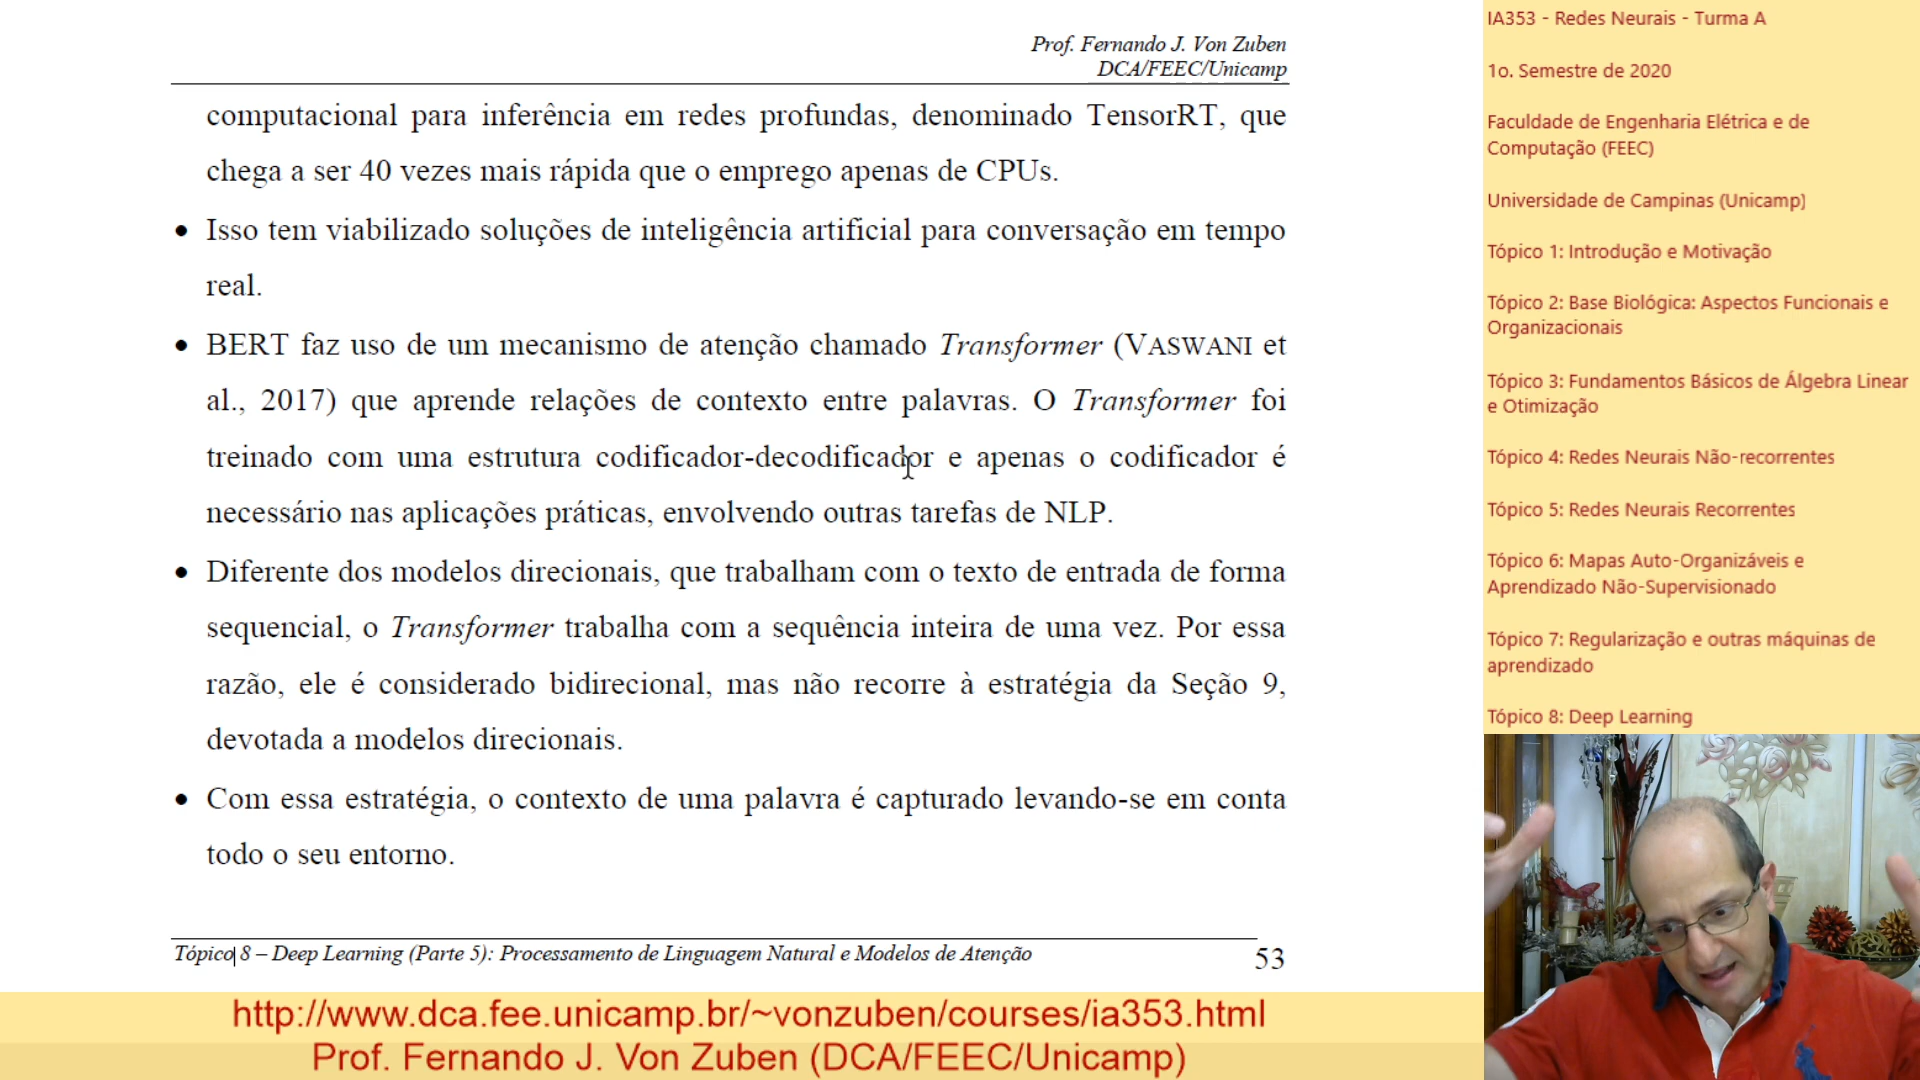 Prof. Fernando J. Von Zuben
DCA/FEEC/Unicamp
computacional para inferência em redes profundas, denominado TensorRT, que
chega a ser 40 vezes mais rápida que o emprego apenas de CPUs.
• Isso tem viabilizado soluções de inteligência artificial para conversação em tempo
real.
• BERT faz uso de um mecanismo de atenção chamado Transformer (VASWANI et
al., 2017) que aprende relações de contexto entre palavras. O Transformer foi
treinado com uma estrutura codificador-decodificador e apenas o codificador é
necessário nas aplicações práticas, envolvendo outras tarefas de NLP.
• Diferente dos modelos direcionais, que trabalham com o texto de entrada de forma
sequencial, o Transformer trabalha com a sequência inteira de uma vez. Por essa
razão, ele é considerado bidirecional, mas não recorre à estratégia da Seção 9,
devotada a modelos direcionais.
• Com essa estratégia, o contexto de uma palavra é capturado levando-se em conta
todo o seu entorno.
Tópico 8 – Deep Learning (Parte 5): Processamento de Linguagem Natural e Modelos de Atenção
53
http://www.dca.fee.unicamp.br/~vonzuben/courses/ia353.html
Prof. Fernando J. Von Zuben (DCA/FEEC/Unicamp)
IA353 - Redes Neurais - Turma A
1o. Semestre de 2020
Faculdade de Engenharia Elétrica e de
Computação (FEEC)
Universidade de Campinas (Unicamp)
Tópico 1: Introdução e Motivação
Tópico 2: Base Biológica: Aspectos Funcionais e
Organizacionais
Tópico 3: Fundamentos Básicos de Álgebra Linear
e Otimização
Tópico 4: Redes Neurais Não-recorrentes
Tópico 5: Redes Neurais Recorrentes
Tópico 6: Mapas Auto-Organizáveis e
Aprendizado Não-Supervisionado
Tópico 7: Regularização e outras máquinas de
aprendizado
Tópico 8: Deep Learning